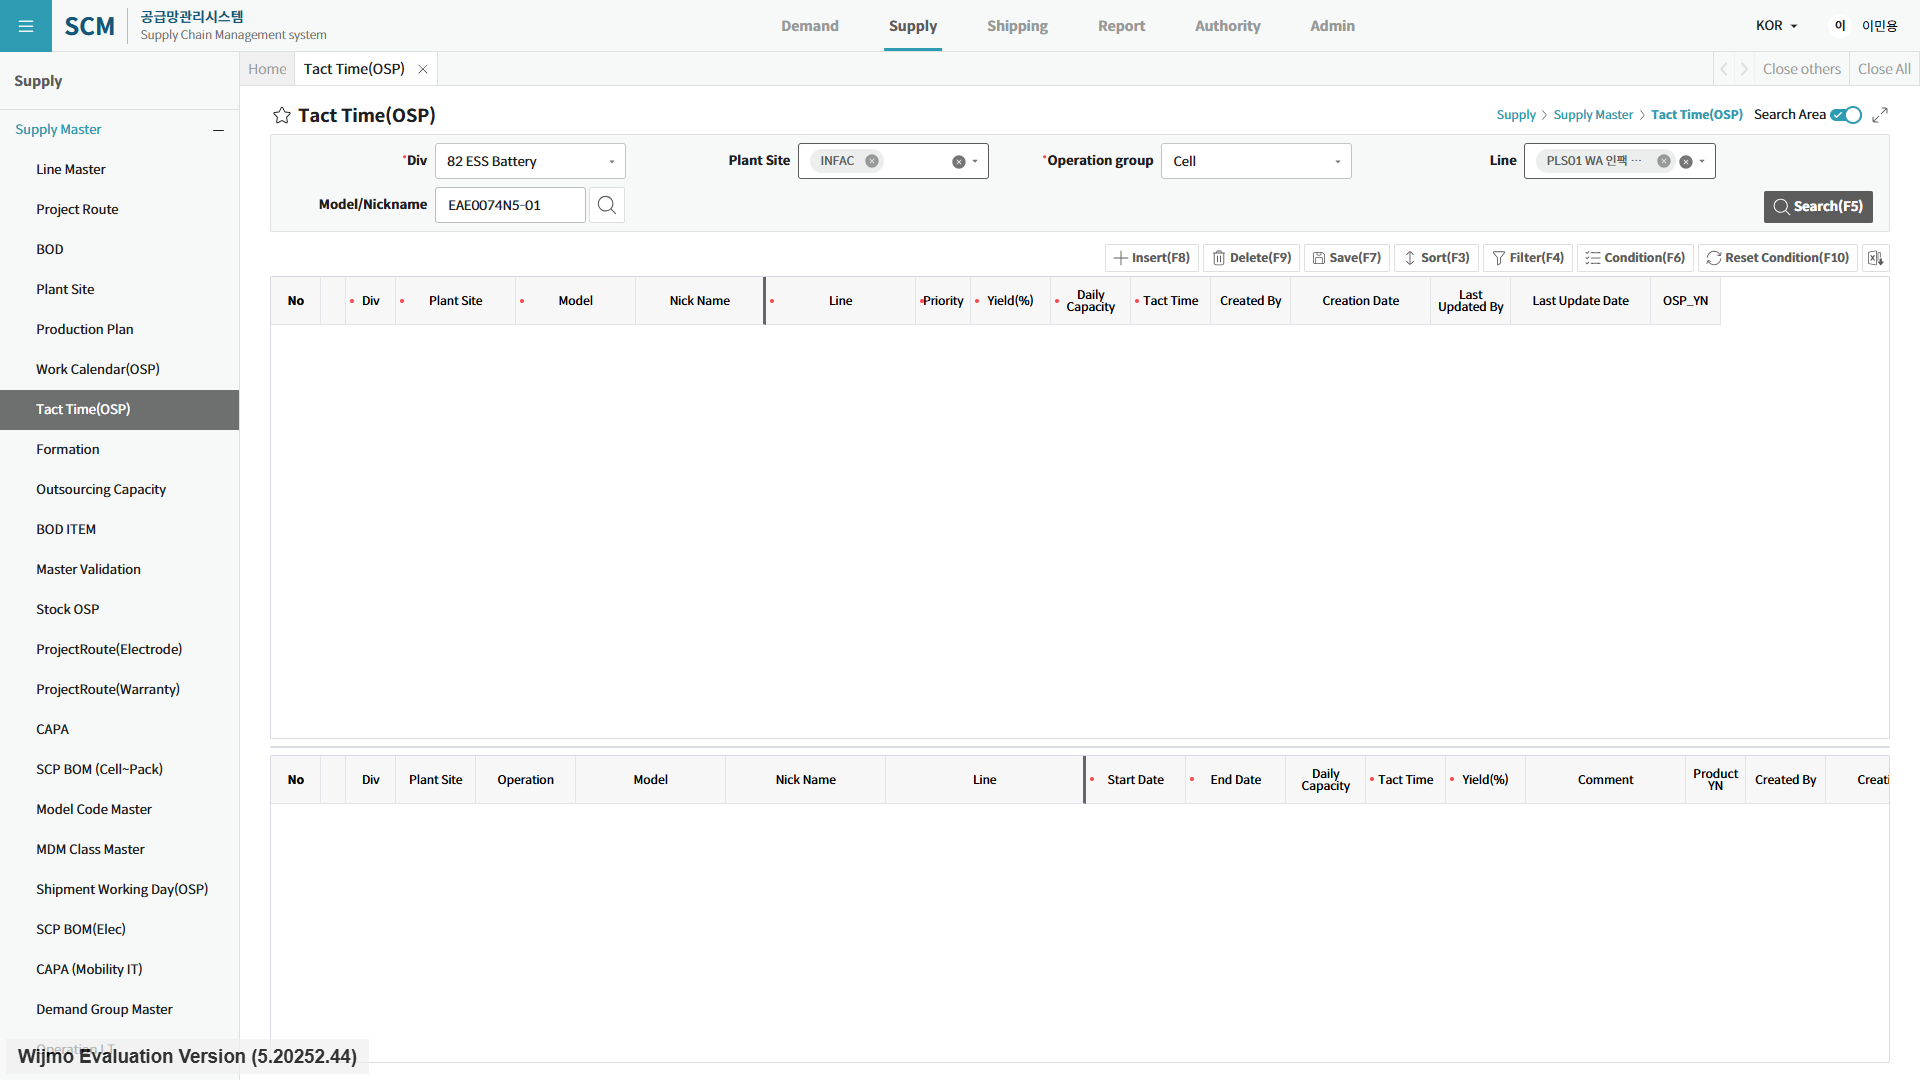 SCM
공급망관리시스템
Supply Chain Management system
Demand
Supply
Shipping
Report
Authority
Admin
KOR
이
이민용
Supply
Home
Tact Time(OSP)
Close others
Close All
Supply Master
Line Master
Project Route
BOD
Plant Site
Production Plan
Work Calendar(OSP)
Tact Time(OSP)
Formation
Outsourcing Capacity
BOD ITEM
Master Validation
Stock OSP
ProjectRoute(Electrode)
ProjectRoute(Warranty)
CAPA
SCP BOM (Cell~Pack)
Model Code Master
MDM Class Master
Shipment Working Day(OSP)
SCP BOM(Elec)
CAPA (Mobility IT)
Demand Group Master
Wijmo Evaluation Version (5.20252.44)
Tact Time(OSP)
Supply > Supply Master > Tact Time(OSP)
Search Area
*Div
82 ESS Battery
Plant Site
INFAC
*Operation group
Cell
Line
PLS01 WA 인팩 ···
Model/Nickname
EAE0074N5-01
Search(F5)
Insert(F8)
Delete(F9)
Save(F7)
Sort(F3)
Filter(F4)
Condition(F6)
Reset Condition(F10)
No
Div
Plant Site
Model
Nick Name
Line
Priority
Yield(%)
Daily
Capacity
Tact Time
Created By
Creation Date
Last
Updated By
Last Update Date
OSP_YN
No
Div
Plant Site
Operation
Model
Nick Name
Line
Start Date
End Date
Daily
Capacity
Tact Time
Yield(%)
Comment
Product
YN
Created By
Creati